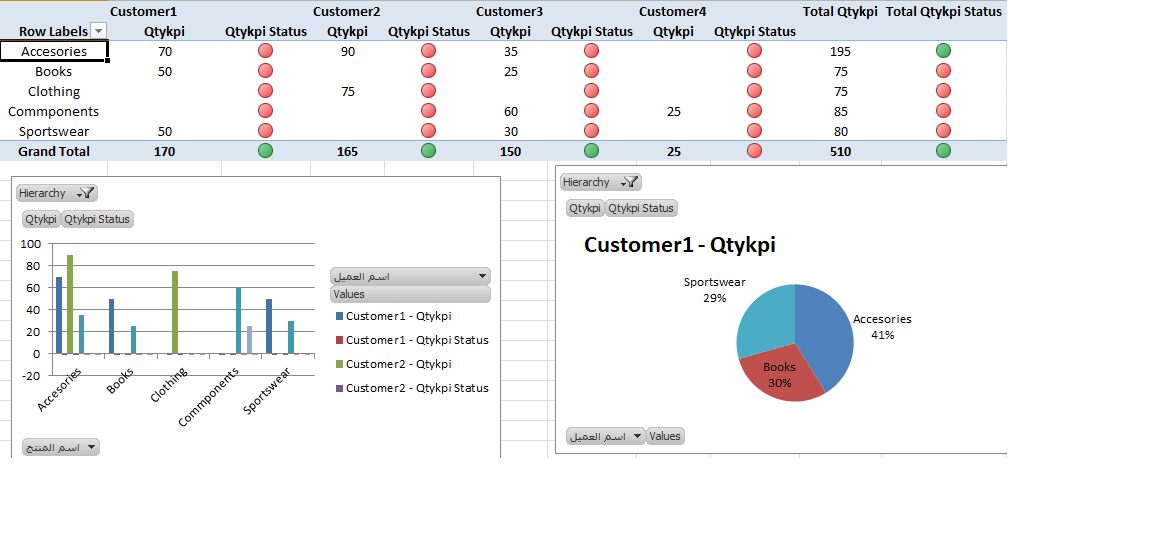 Customer1 Customer2 Customer3 Customer4 Total Qtykpi Total Qtykpi Status
Row Labels Qtykpi Qtykpi Status Qtykpi Qtykpi Status Qtykpi Qtykpi Status Qtykpi Qtykpi Status
Accesories 70 90 35 195
Books 50 25 75
Clothing 75 75
Commponents 60 25 85
Sportswear 50 30 80
Grand Total 170 165 150 25 510
Hierarchy
Qtykpi Qtykpi Status
100
80
60
40
20
0
-20
Accesories
Books
Clothing
Commponents
Sportswear
اسم العميل
Values
Customer1 - Qtykpi
Customer1 - Qtykpi Status
Customer2 - Qtykpi
Customer2 - Qtykpi Status
اسم المنتج
Hierarchy
Qtykpi Qtykpi Status
Customer1 - Qtykpi
Sportswear
29%
Accesories
41%
Books
30%
اسم العميل Values